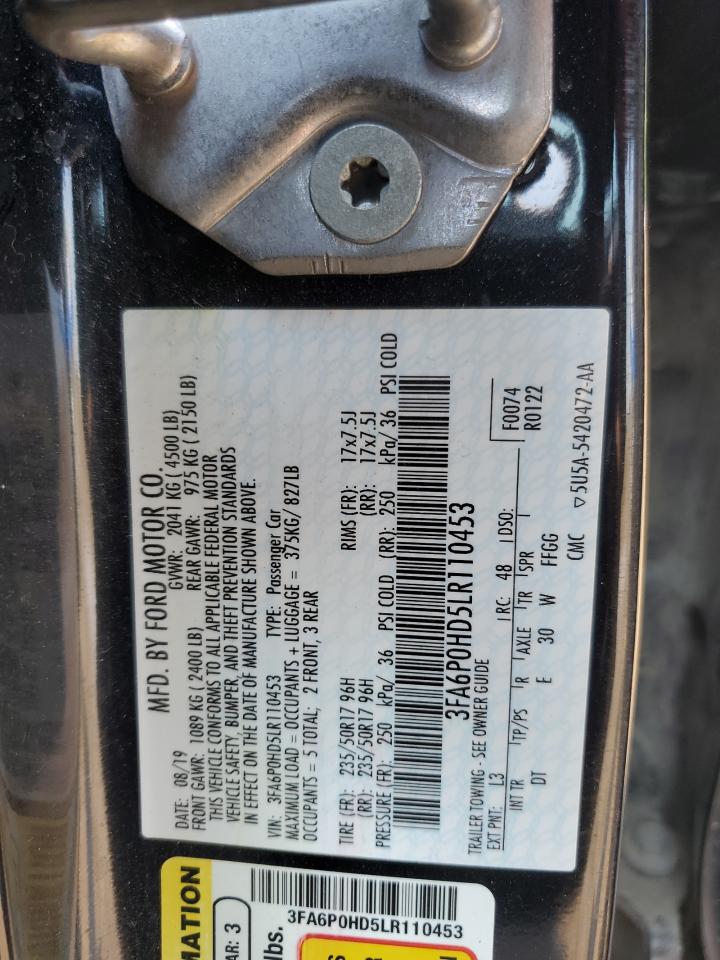 MFD. BY FORD MOTOR CO.
DATE: 08/19 GVWR: 2041 KG ( 4500 LB)
FRONT GAWR: 1089 KG ( 2400 LB) REAR GAWR: 975 KG ( 2150 LB)
THIS VEHICLE CONFORMS TO ALL APPLICABLE FEDERAL MOTOR
VEHICLE SAFETY, BUMPER, AND THEFT PREVENTION STANDARDS
IN EFFECT ON THE DATE OF MANUFACTURE SHOWN ABOVE.
VIN: 3FA6P0HD5LR110453 TYPE: Passenger Car
MAXIMUM LOAD = OCCUPANTS + LUGGAGE = 375KG/ 827LB
OCCUPANTS = 5 TOTAL; 2 FRONT, 3 REAR
TIRE (FR): 235/50R17 96H RIMS (FR): 17x7.5J
(RR): 235/50R17 96H (RR): 17x7.5J
PRESSURE (FR): 250 kPa/ 36 PSI COLD (RR): 250 kPa/ 36 PSI COLD
3FA6P0HD5LR110453
TRAILER TOWING - SEE OWNER GUIDE
F0074
R0122
EXT PNT: L3 RC: 48 DSO:
INT TR TP/PS R AXLE TR SPR
DT E 30 W FFGG
CMC ▽5U5A-5420472-AA
MATION
AR: 3
lbs.
3FA6P0HD5LR110453